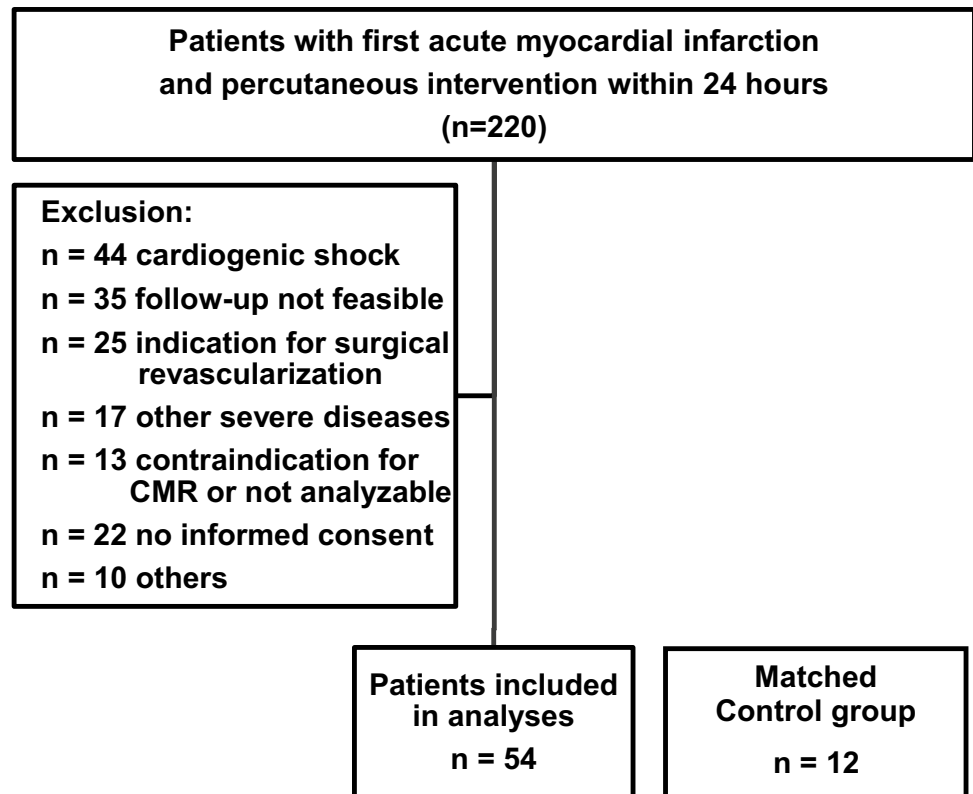 Patients with first acute myocardial infarction
and percutaneous intervention within 24 hours
(n=220)
Exclusion:
n = 44 cardiogenic shock
n = 35 follow-up not feasible
n = 25 indication for surgical
revascularization
n = 17 other severe diseases
n = 13 contraindication for
CMR or not analyzable
n = 22 no informed consent
n = 10 others
Patients included
in analyses
n = 54
Matched
Control group
n = 12